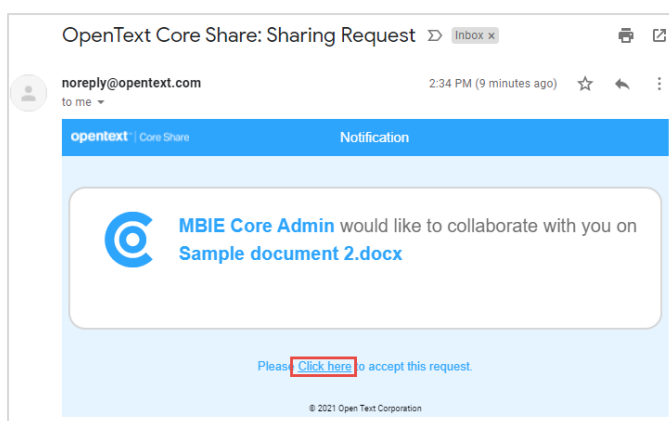 OpenText Core Share: Sharing Request Inbox x
noreply@opentext.com 2:34 PM (9 minutes ago)
to me
opentext™ | Core Share Notification
MBIE Core Admin would like to collaborate with you on
Sample document 2.docx
Please Click here to accept this request.
© 2021 Open Text Corporation